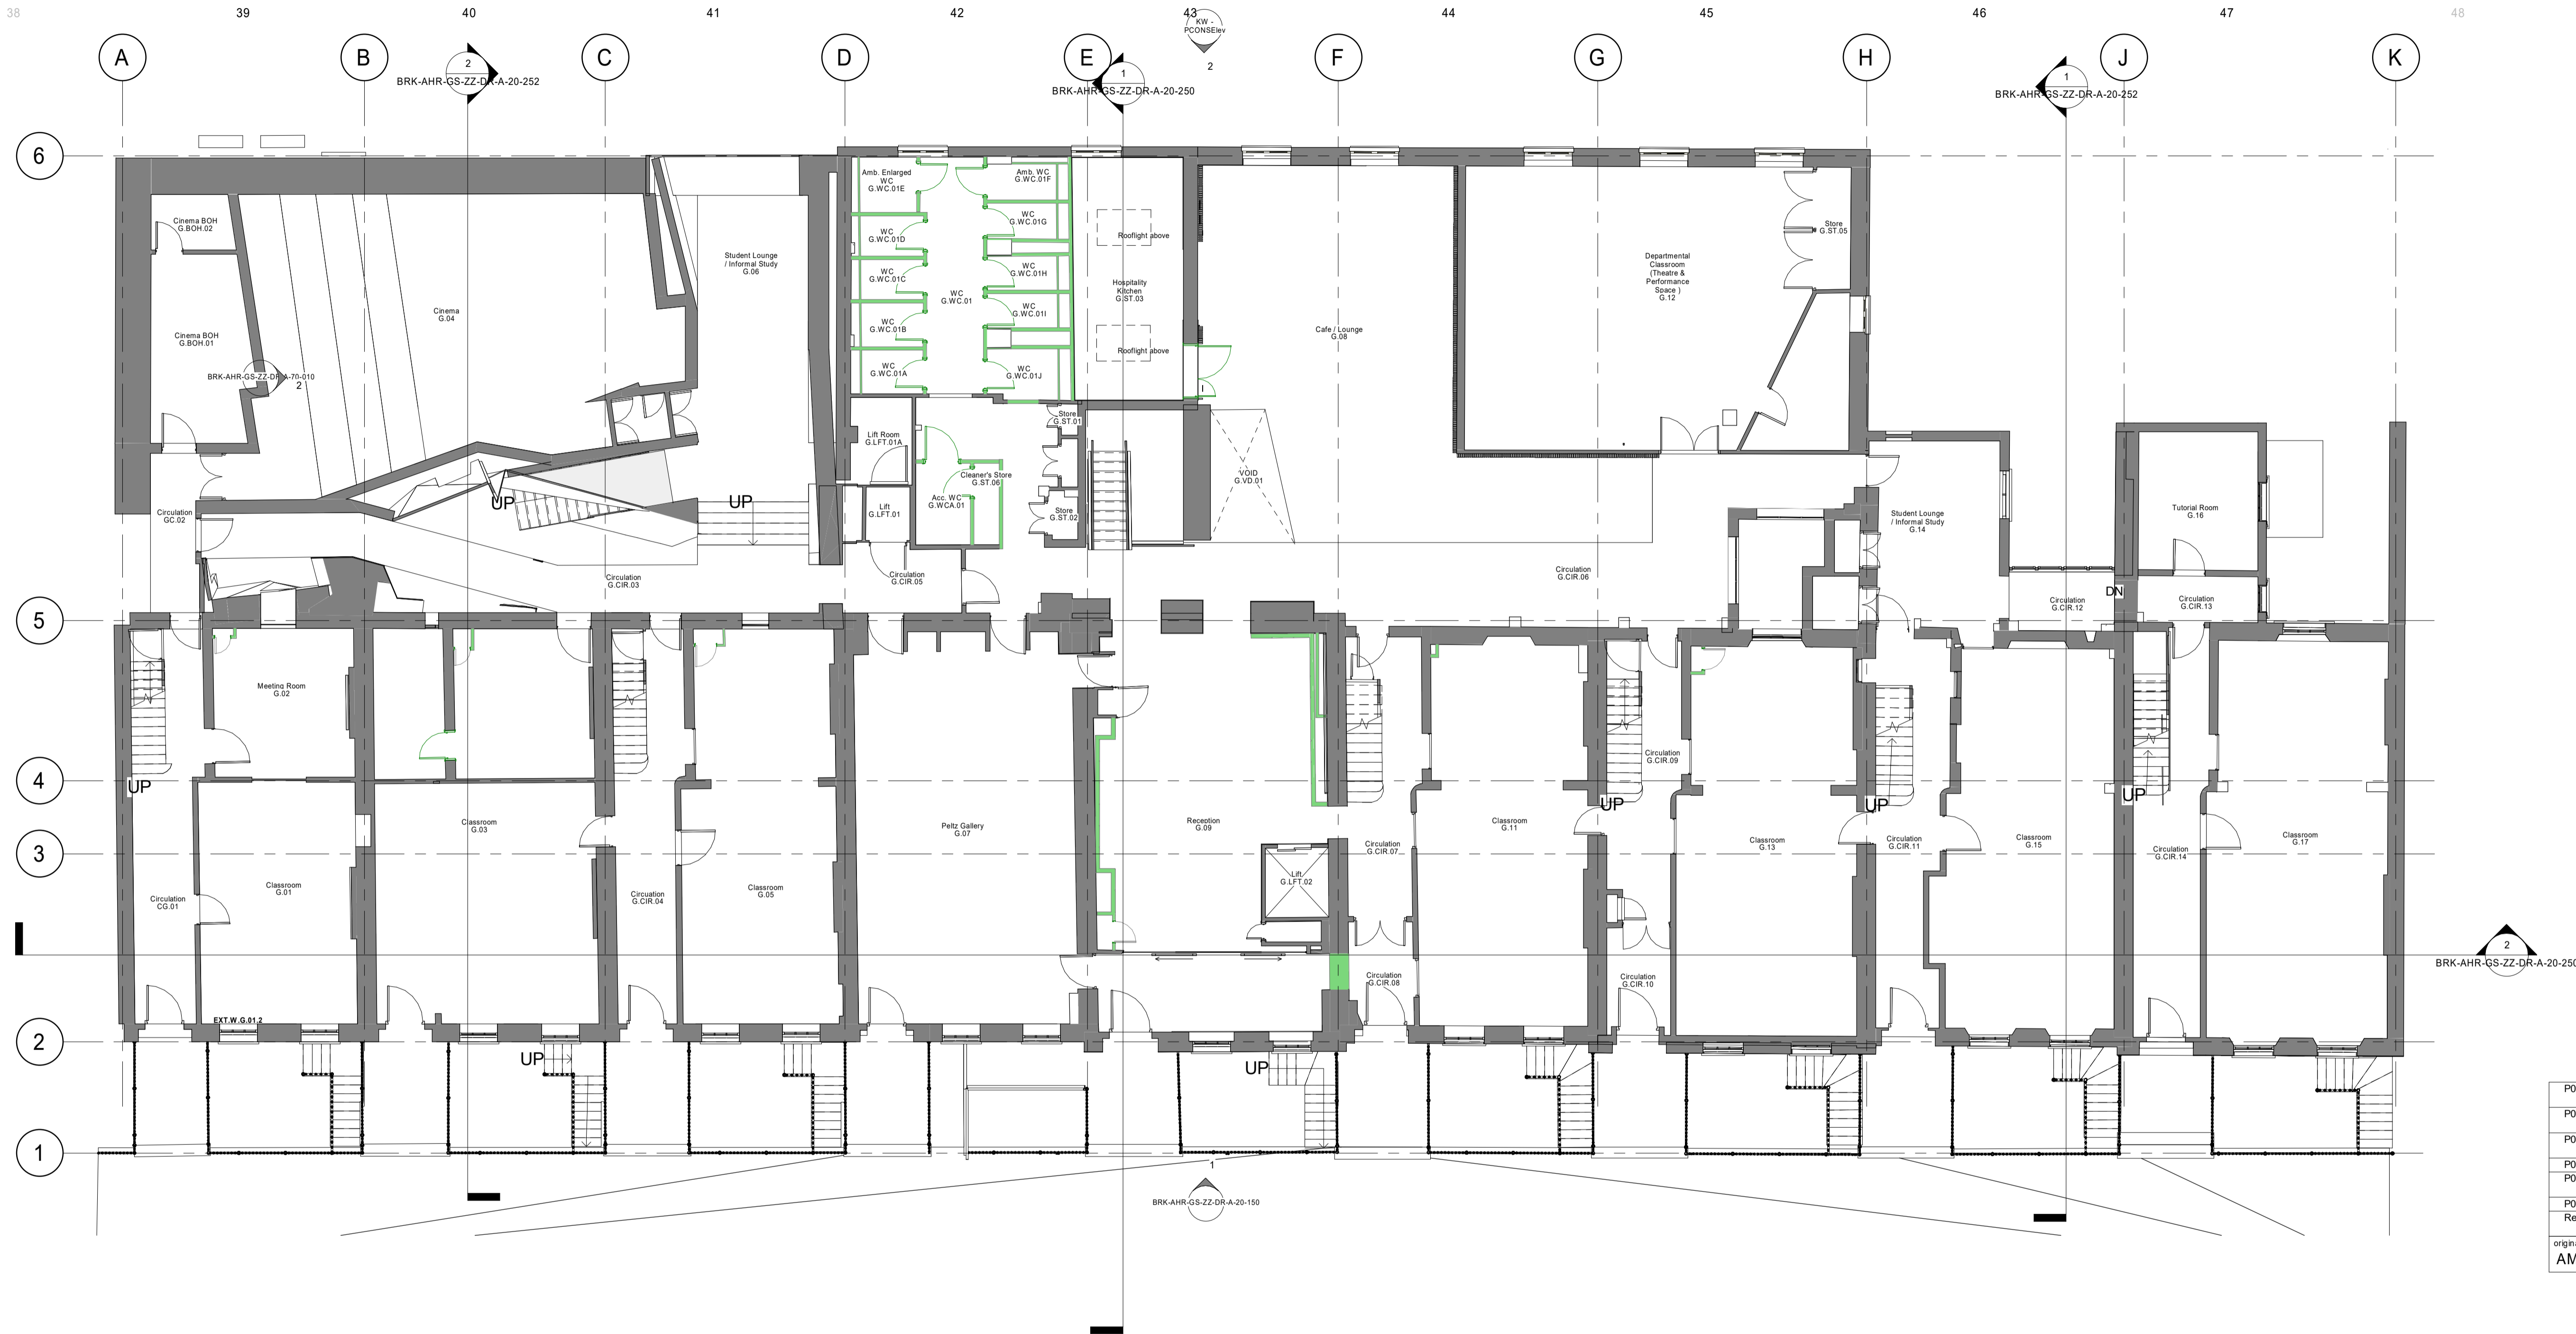 38
39
40
41
42
43
44
45
46
47
48
KW -
PCONSElev
2
A
B
C
D
E
F
G
H
J
K
2
BRK-AHR-GS-ZZ-DR-A-20-252
1
BRK-AHR-GS-ZZ-DR-A-20-250
1
BRK-AHR-GS-ZZ-DR-A-20-252
6
Cinema BOH
G.BOH.02
Cinema BOH
G.BOH.01
BRK-AHR-GS-ZZ-DR-A-70-010
2
Cinema
G.04
Student Lounge
/ Informal Study
G.06
Amb. Enlarged
WC
G.WC.01E
WC
G.WC.01D
WC
G.WC.01C
WC
G.WC.01B
WC
G.WC.01A
WC
G.WC.01
Amb. WC
G.WC.01F
WC
G.WC.01G
WC
G.WC.01H
WC
G.WC.01I
WC
G.WC.01J
Rooflight above
Hospitality
Kitchen
G.ST.03
Rooflight above
Cafe / Lounge
G.08
Departmental
Classroom
(Theatre &
Performance
Space )
G.12
Store
G.ST.05
Lift Room
G.LFT.01A
Lift
G.LFT.01
Store
G.ST.01
Cleaner's Store
G.ST.06
Acc. WC
G.WCA.01
Store
G.ST.02
VOID
G.VD.01
Circulation
GC.02
UP
UP
Circulation
G.CIR.03
Circulation
G.CIR.05
Circulation
G.CIR.06
Student Lounge
/ Informal Study
G.14
Tutorial Room
G.16
DN
Circulation
G.CIR.12
Circulation
G.CIR.13
5
Meeting Room
G.02
4
UP
Circulation
G.CIR.09
UP
UP
UP
Classroom
G.03
Peltz Gallery
G.07
Reception
G.09
Classroom
G.11
Classroom
G.13
Circulation
G.CIR.11
Classroom
G.15
Classroom
G.17
3
Circulation
G.CIR.07
Circulation
G.CIR.14
Lift
G.LFT.02
Classroom
G.01
Classroom
G.05
Circulation
CG.01
Circuation
G.CIR.04
2
BRK-AHR-GS-ZZ-DR-A-20-250
Circulation
G.CIR.08
Circulation
G.CIR.10
EXT.W.G.01.2
2
UP
UP
1
1
BRK-AHR-GS-ZZ-DR-A-20-150
P0
P0
P0
P0
P0
P0
Re
origina
AM